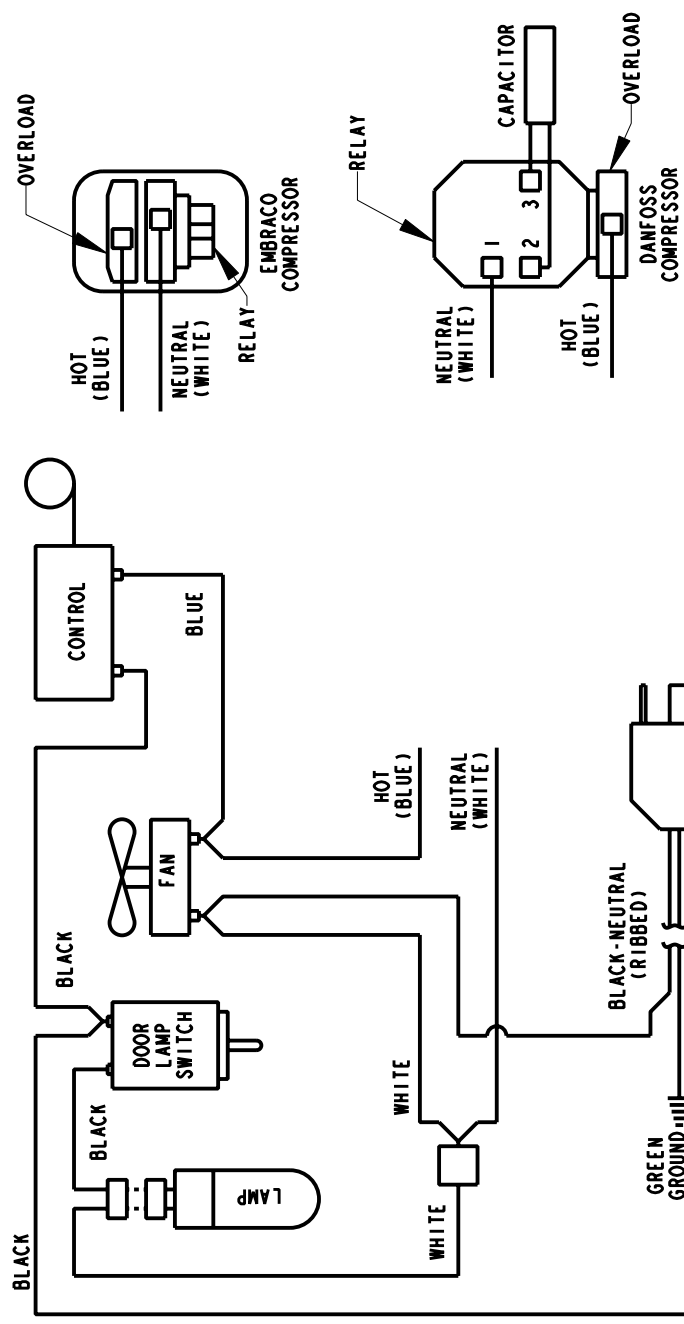 OVERLOAD
HOT
(BLUE)
NEUTRAL
(WHITE)
RELAY
EMBRACO
COMPRESSOR
RELAY
CAPACITOR
NEUTRAL
(WHITE)
1
2
3
OVERLOAD
HOT
(BLUE)
DANFOSS
COMPRESSOR
CONTROL
BLUE
BLACK
FAN
HOT
(BLUE)
NEUTRAL
(WHITE)
DOOR
LAMP
SWITCH
BLACK
WHITE
BLACK-NEUTRAL
(RIBBED)
LAMP
WHITE
BLACK
GREEN
GROUND